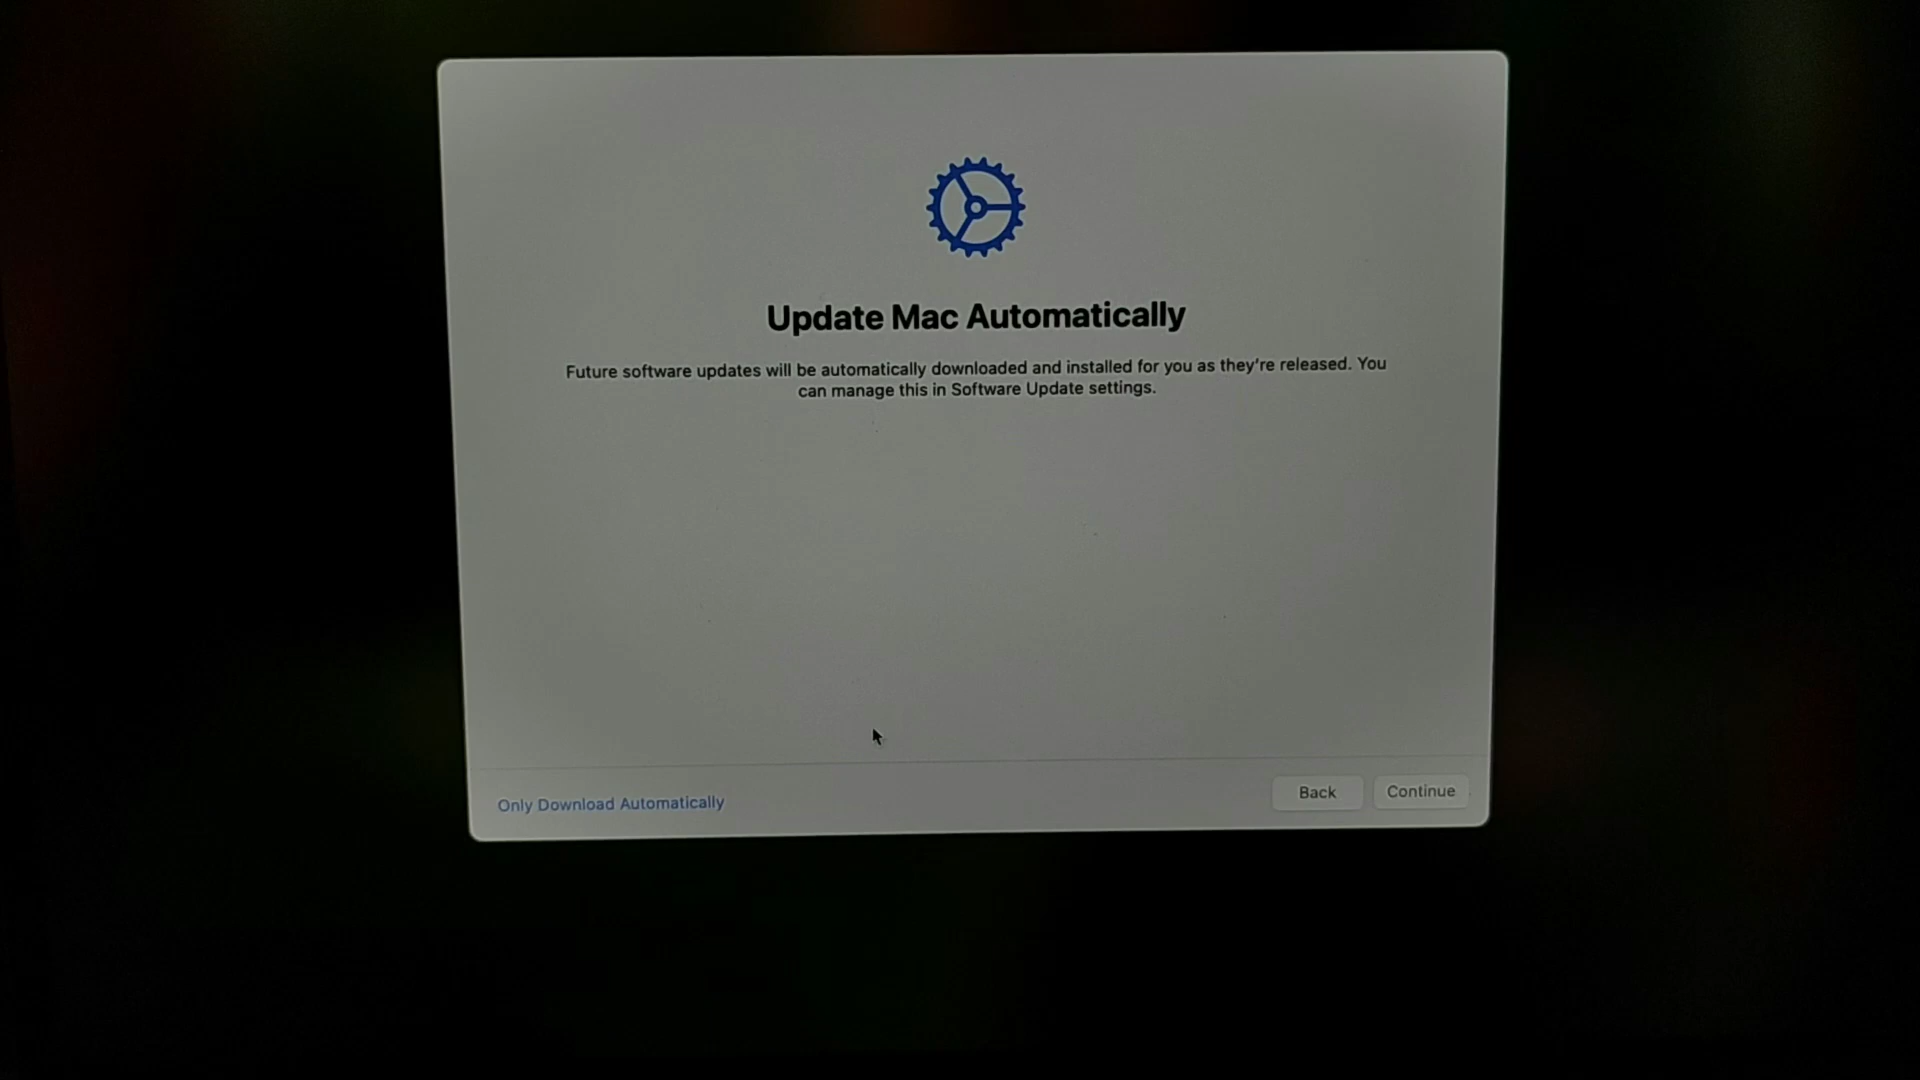 Update Mac Automatically
Future software updates will be automatically downloaded and installed for you as they're released. You
can manage this in Software Update settings.
Only Download Automatically
Back
Continue